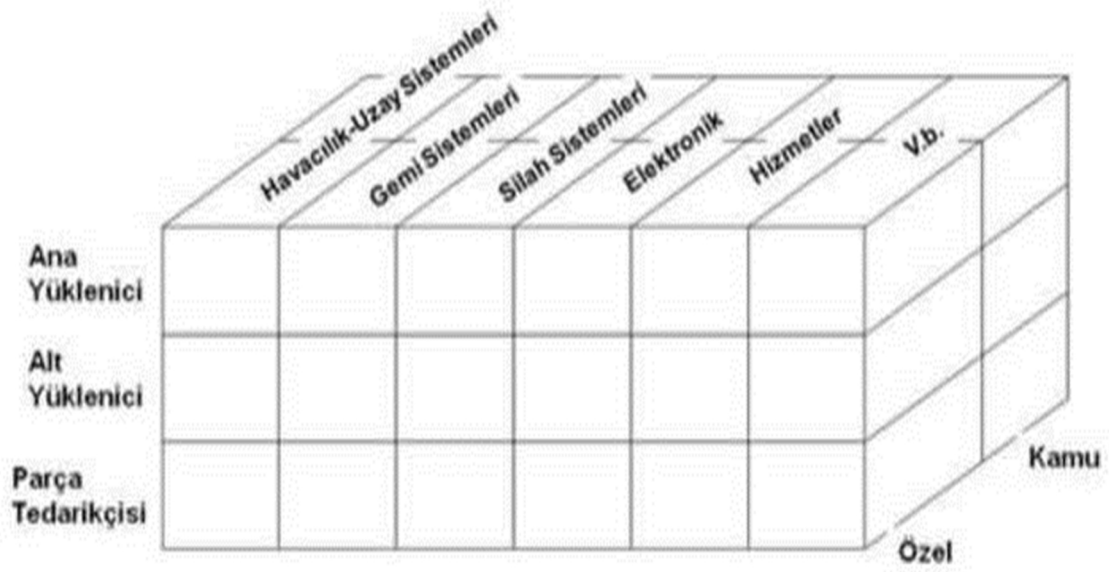 Havacılık-Uzay Sistemleri
Gemi Sistemleri
Silah Sistemleri
Elektronik
Hizmetler
V.b.
Ana
Yüklenici
Alt
Yüklenici
Parça
Tedarikçisi
Kamu
Özel